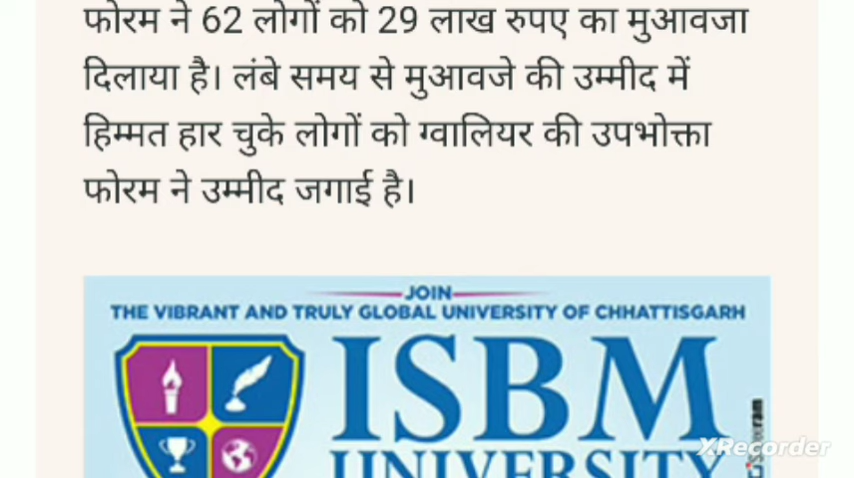 फोरम ने 62 लोगों को 29 लाख रुपए का मुआवजा
दिलाया है। लंबे समय से मुआवजे की उम्मीद में
हिम्मत हार चुके लोगों को ग्वालियर की उपभोक्ता
फोरम ने उम्मीद जगाई है।
JOIN
THE VIBRANT AND TRULY GLOBAL UNIVERSITY OF CHHATTISGARH
ISBM
UNIVERSITY
XRecorder